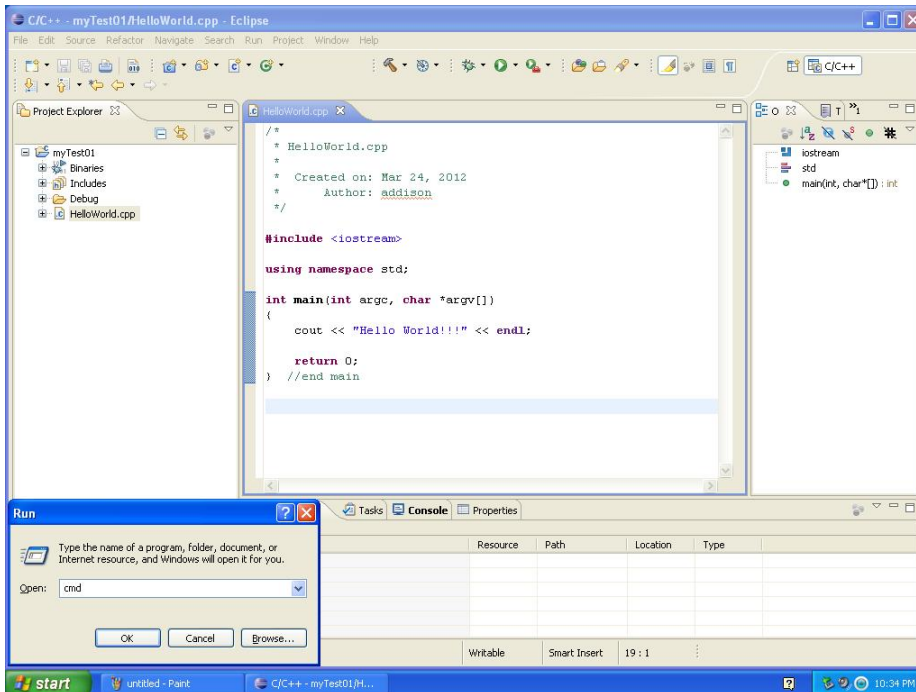 C/C++ - myTest01/HelloWorld.cpp - Eclipse
File Edit Source Refactor Navigate Search Run Project Window Help
C/C++
Project Explorer
HelloWorld.cpp
O
T
1
myTest01
Binaries
Includes
Debug
HelloWorld.cpp
/*
* HelloWorld.cpp
*
* Created on: Mar 24, 2012
* Author: addison
*/
#include <iostream>
using namespace std;
int main(int argc, char *argv[])
{
cout << "Hello World!!!" << endl;
return 0;
} //end main
iostream
std
main(int, char*[]) : int
Tasks Console Properties
Resource Path Location Type
Run
Type the name of a program, folder, document, or
Internet resource, and Windows will open it for you.
Open: cmd
OK Cancel Browse...
Writable Smart Insert 19 : 1
start untitled - Paint C/C++ - myTest01/H... 10:34 PM